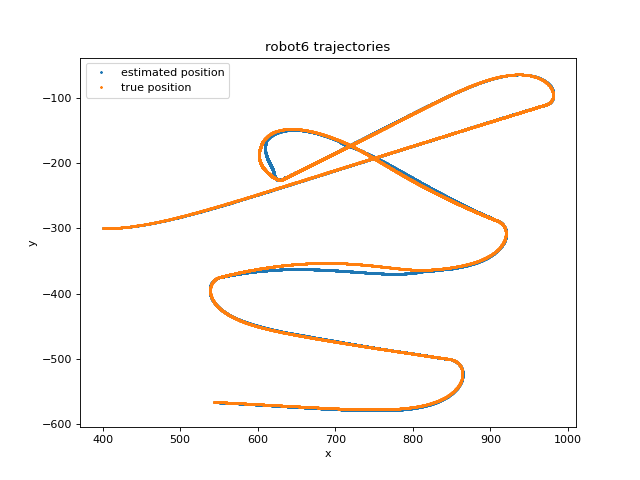 robot6 trajectories
estimated position
true position
−100
−200
−300
−400
−500
−600
y
400 500 600 700 800 900 1000
x